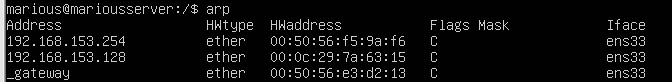 marious@mariousserver:/$ arp
Address HWtype HWaddress Flags Mask Iface
192.168.153.254 ether 00:50:56:f5:9a:f6 C ens33
192.168.153.128 ether 00:0c:29:7a:63:15 C ens33
_gateway ether 00:50:56:e3:d2:13 C ens33